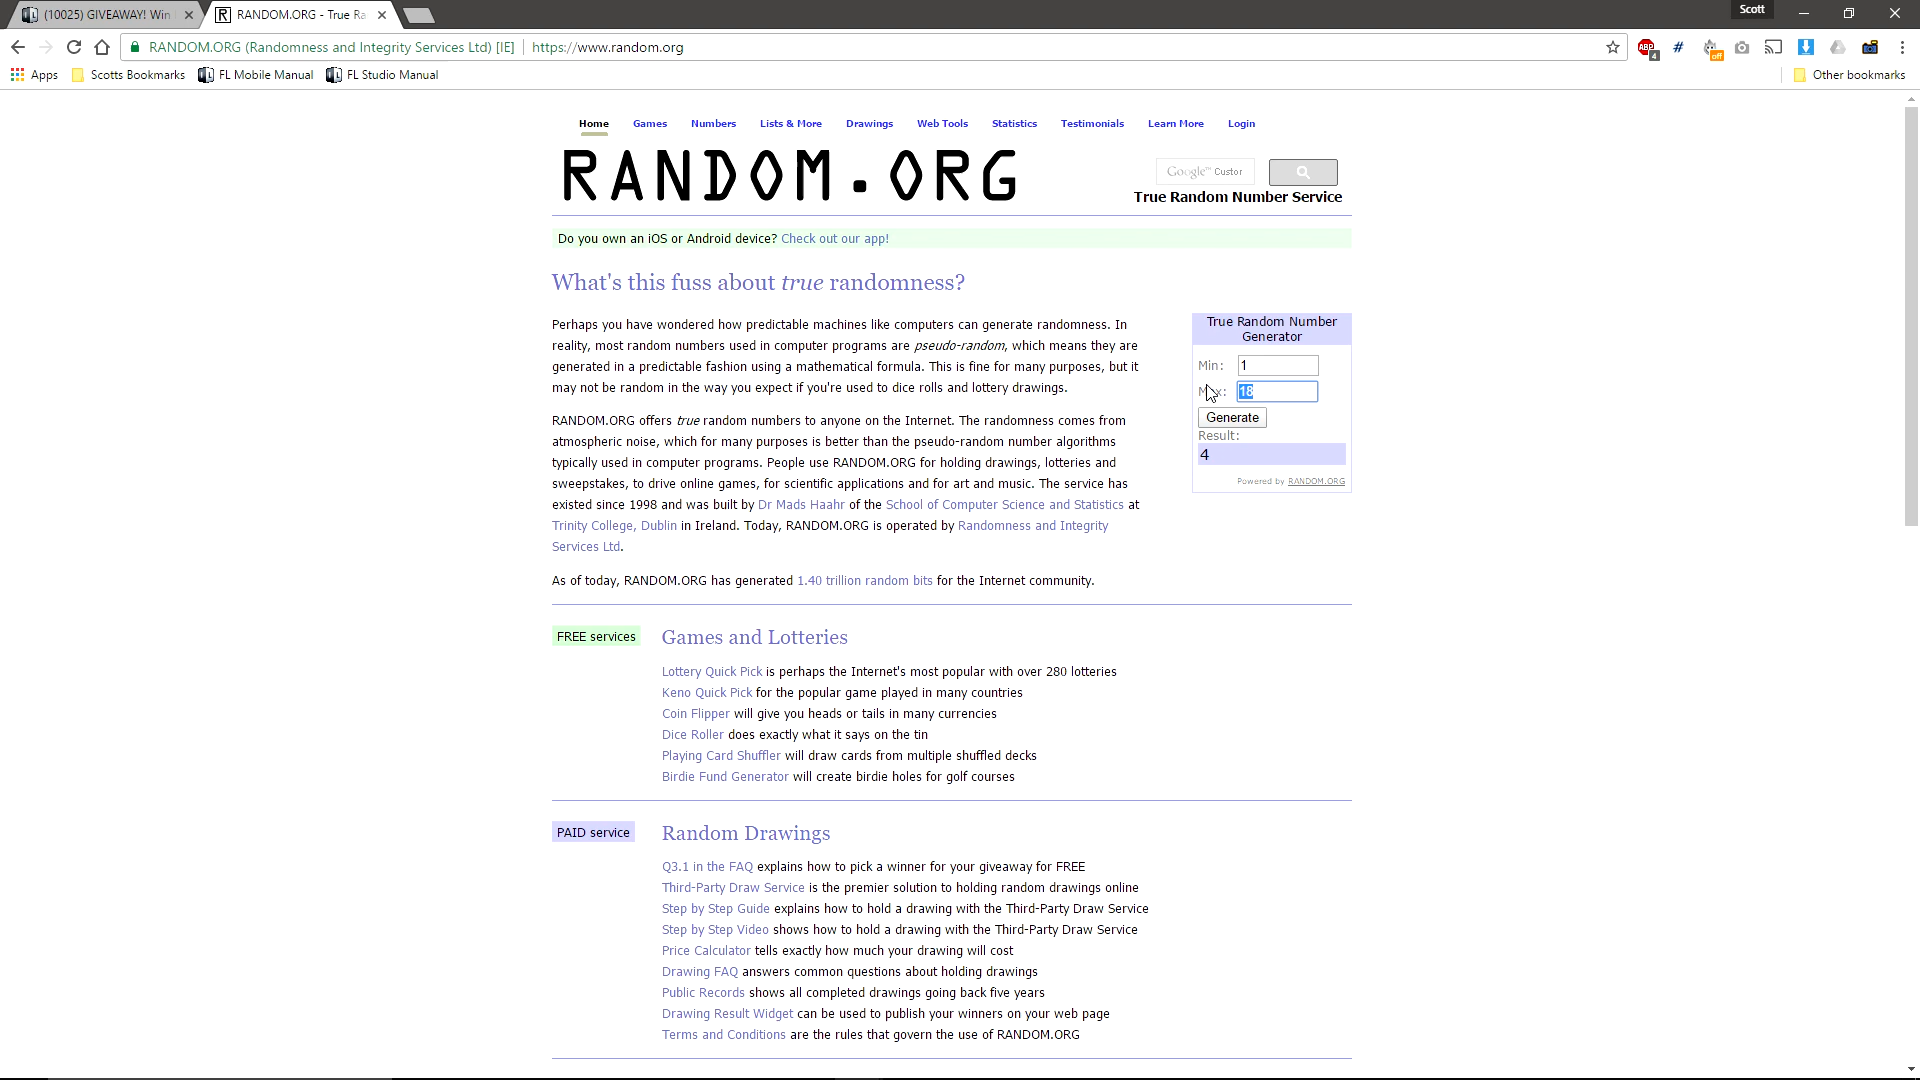 (10025) GIVEAWAY! Win
RANDOM.ORG - True Ra
Scott
RANDOM.ORG (Randomness and Integrity Services Ltd) [IE]
https://www.random.org
ABP
4
#
off
Apps
Scotts Bookmarks
FL Mobile Manual
FL Studio Manual
Other bookmarks
Home Games Numbers Lists & More Drawings Web Tools Statistics Testimonials Learn More Login
RANDOM.ORG
Google™ Custor
True Random Number Service
Do you own an iOS or Android device? Check out our app!
What's this fuss about true randomness?
Perhaps you have wondered how predictable machines like computers can generate randomness. In
reality, most random numbers used in computer programs are pseudo-random, which means they are
generated in a predictable fashion using a mathematical formula. This is fine for many purposes, but it
may not be random in the way you expect if you're used to dice rolls and lottery drawings.
RANDOM.ORG offers true random numbers to anyone on the Internet. The randomness comes from
atmospheric noise, which for many purposes is better than the pseudo-random number algorithms
typically used in computer programs. People use RANDOM.ORG for holding drawings, lotteries and
sweepstakes, to drive online games, for scientific applications and for art and music. The service has
existed since 1998 and was built by Dr Mads Haahr of the School of Computer Science and Statistics at
Trinity College, Dublin in Ireland. Today, RANDOM.ORG is operated by Randomness and Integrity
Services Ltd.
As of today, RANDOM.ORG has generated 1.40 trillion random bits for the Internet community.
True Random Number
Generator
Min: 1
Max: 18
Generate
Result:
4
Powered by RANDOM.ORG
FREE services
Games and Lotteries
Lottery Quick Pick is perhaps the Internet's most popular with over 280 lotteries
Keno Quick Pick for the popular game played in many countries
Coin Flipper will give you heads or tails in many currencies
Dice Roller does exactly what it says on the tin
Playing Card Shuffler will draw cards from multiple shuffled decks
Birdie Fund Generator will create birdie holes for golf courses
PAID service
Random Drawings
Q3.1 in the FAQ explains how to pick a winner for your giveaway for FREE
Third-Party Draw Service is the premier solution to holding random drawings online
Step by Step Guide explains how to hold a drawing with the Third-Party Draw Service
Step by Step Video shows how to hold a drawing with the Third-Party Draw Service
Price Calculator tells exactly how much your drawing will cost
Drawing FAQ answers common questions about holding drawings
Public Records shows all completed drawings going back five years
Drawing Result Widget can be used to publish your winners on your web page
Terms and Conditions are the rules that govern the use of RANDOM.ORG